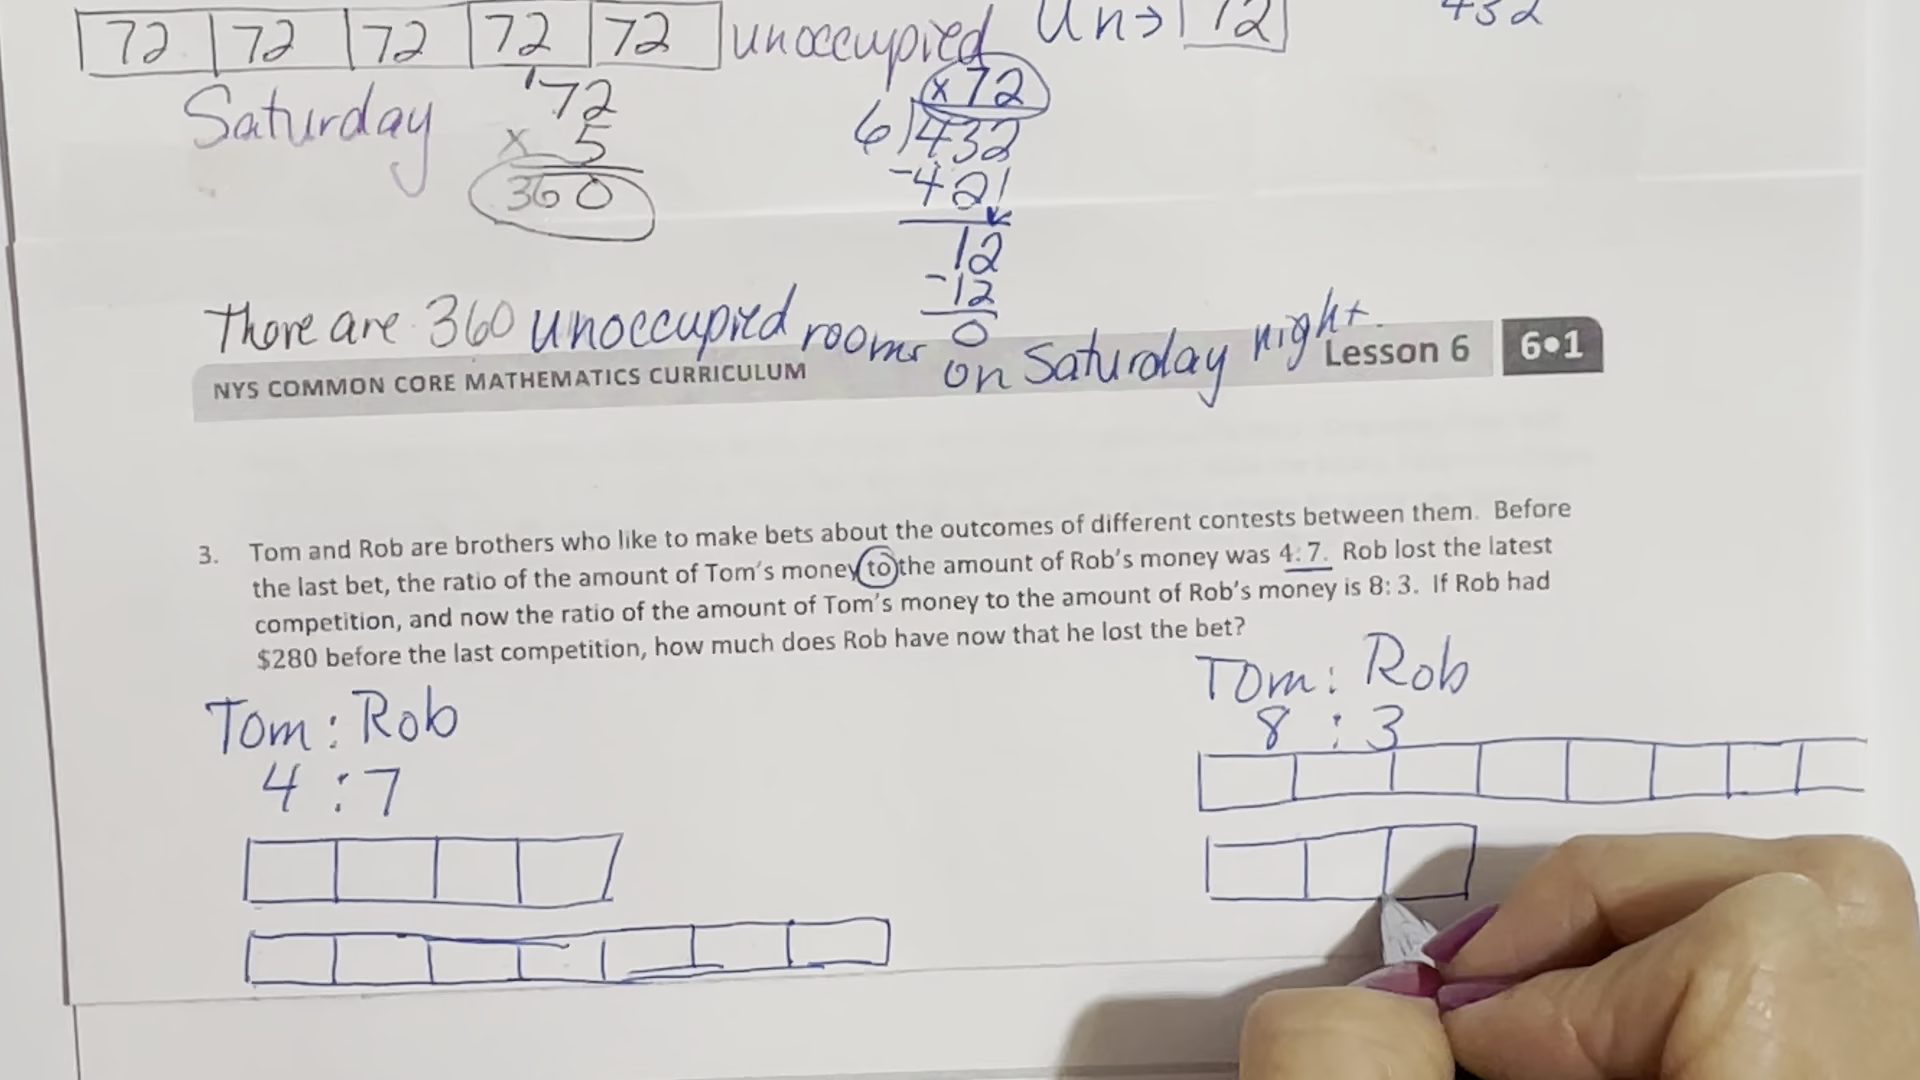 72 72 72 72 72 unoccupied Un→ 72 432
Saturday
'72
x 5
360
x 72
6)432
-42
12
-12
0
There are 360 unoccupied rooms on Saturday night.
NYS COMMON CORE MATHEMATICS CURRICULUM Lesson 6 6•1
3. Tom and Rob are brothers who like to make bets about the outcomes of different contests between them. Before
the last bet, the ratio of the amount of Tom's money to the amount of Rob's money was 4:7. Rob lost the latest
competition, and now the ratio of the amount of Tom's money to the amount of Rob's money is 8:3. If Rob had
$280 before the last competition, how much does Rob have now that he lost the bet?
Tom: Rob
4 : 7
Tom: Rob
8 : 3